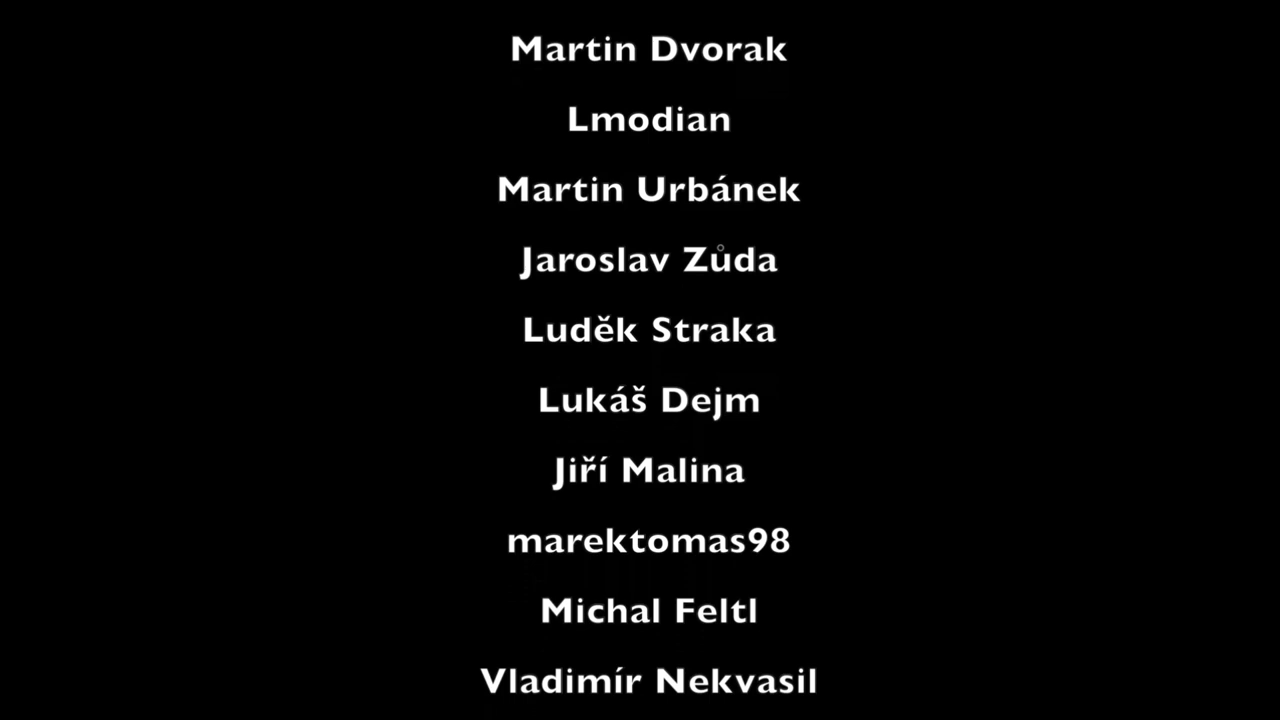 Martin Dvorak
Lmodian
Martin Urbánek
Jaroslav Zůda
Luděk Straka
Lukáš Dejm
Jiří Malina
marektomas98
Michal Feltl
Vladimír Nekvasil